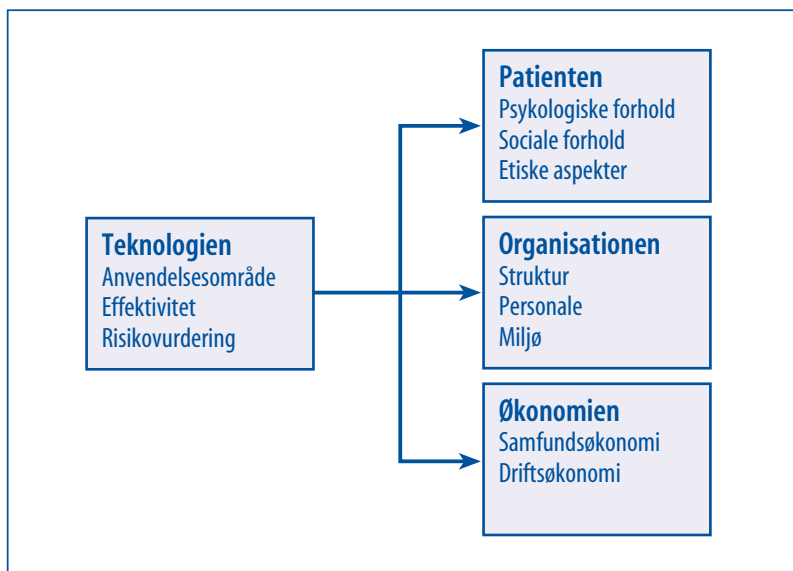 Patienten
Psykologiske forhold
Sociale forhold
Etiske aspekter
Teknologien
Anvendelsesområde
Effektivitet
Risikovurdering
Organisationen
Struktur
Personale
Miljø
Økonomien
Samfundsøkonomi
Driftsøkonomi